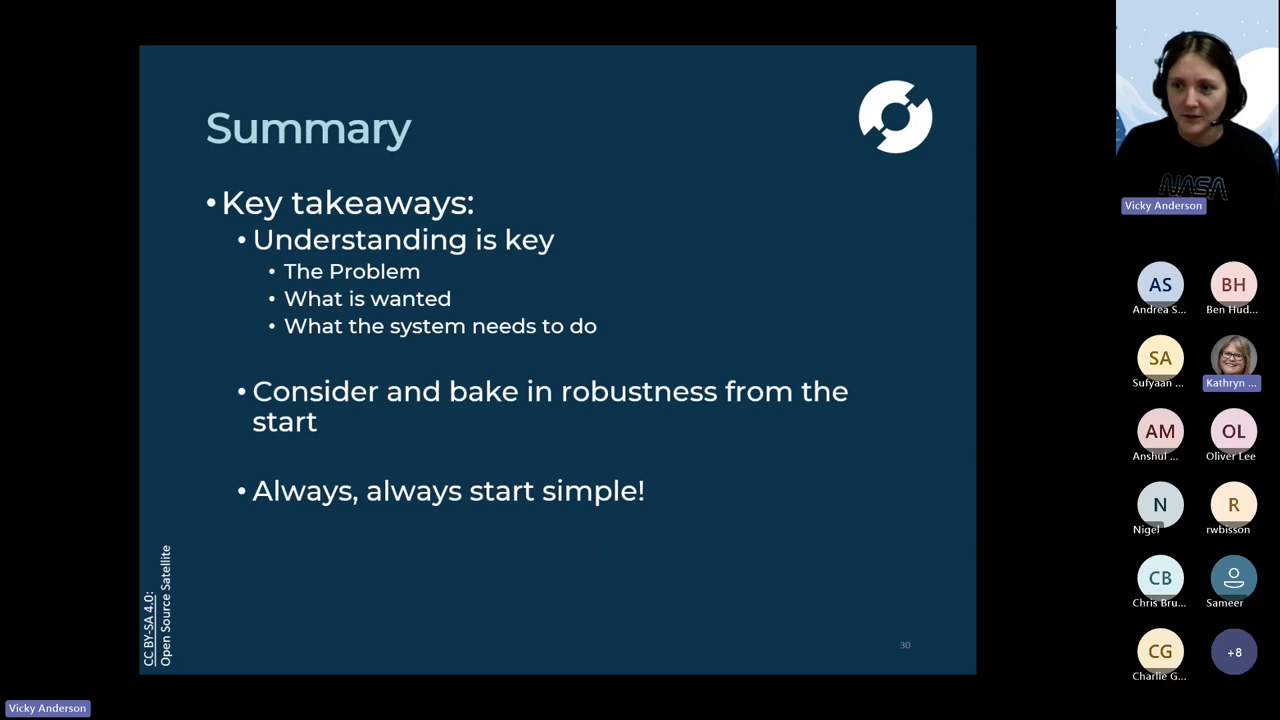 Summary
• Key takeaways:
• Understanding is key
• The Problem
• What is wanted
• What the system needs to do
• Consider and bake in robustness from the
start
• Always, always start simple!
CC BY-SA 4.0:
Open Source Satellite
30
Vicky Anderson
NASA
Vicky Anderson
AS
Andrea S...
BH
Ben Hud...
SA
Sufyaan ...
Kathryn ...
AM
Anshul ...
OL
Oliver Lee
N
Nigel
R
rwbisson
CB
Chris Bru...
Sameer
CG
Charlie G...
+8